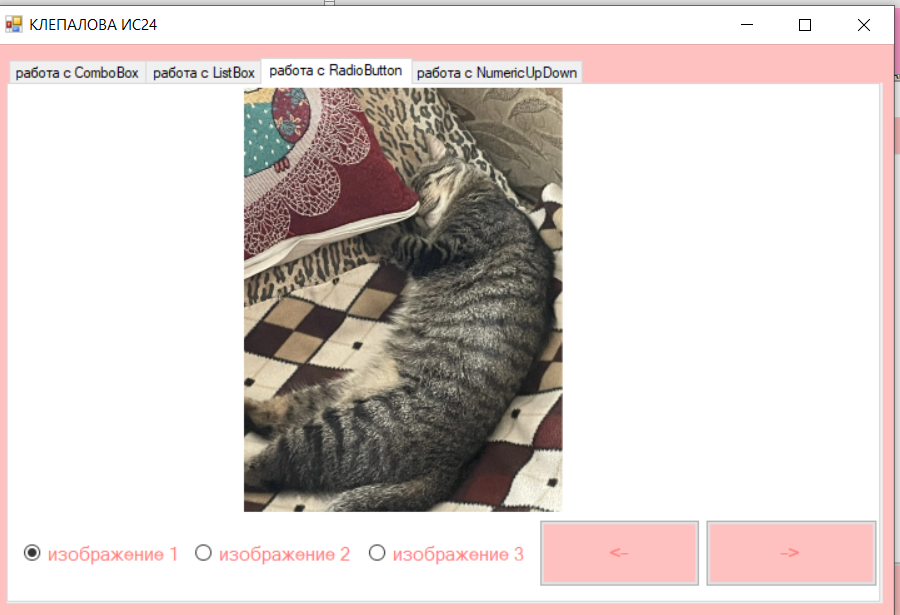 КЛЕПАЛОВА ИС24
работа с ComboBox работа с ListBox работа с RadioButton работа с NumericUpDown
изображение 1 изображение 2 изображение 3 <- ->